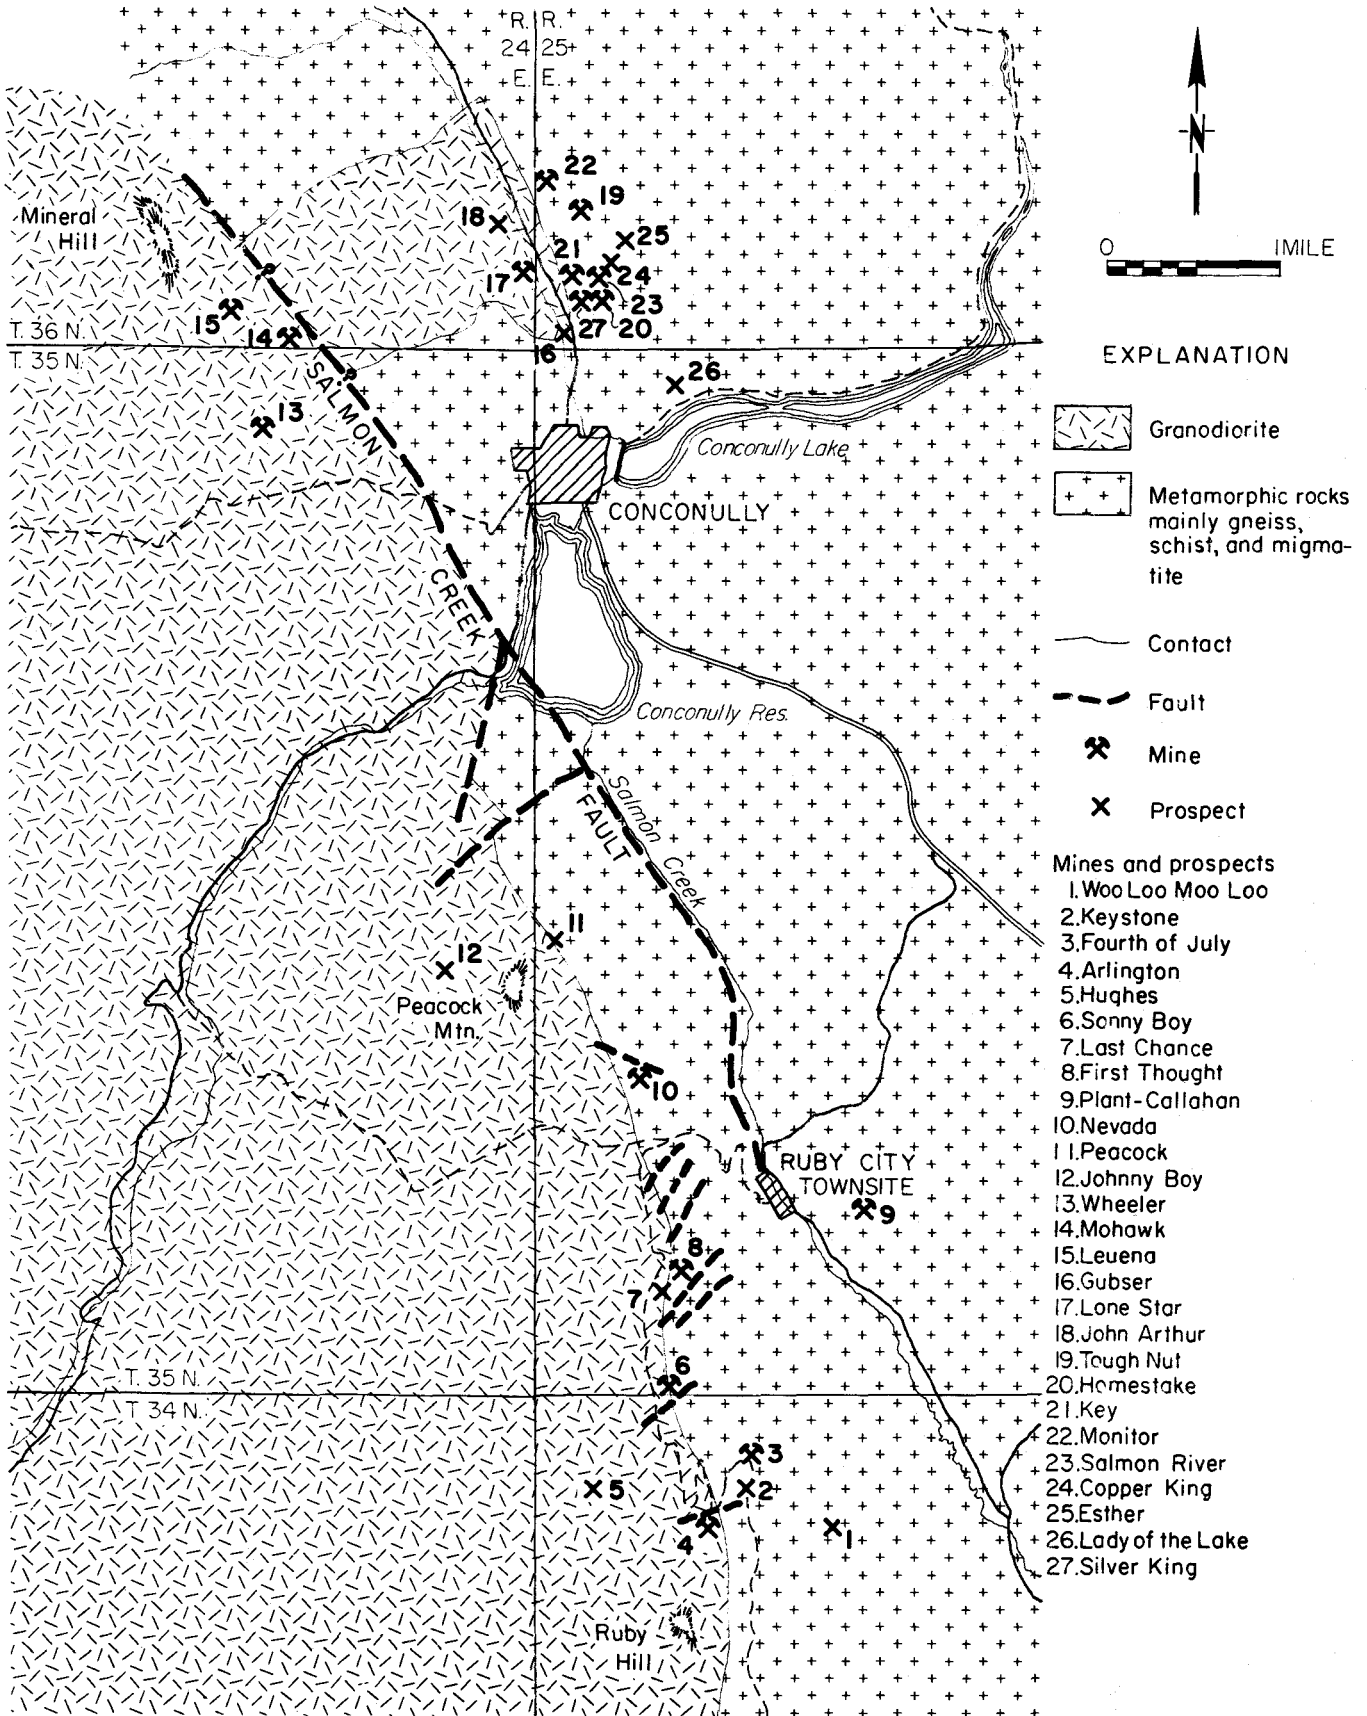 R. R.
24 25
E. E.
N
0 1MILE
22
19
18
25
21
17
24
23
27 20
16
26
Mineral
Hill
15
14
13
T. 36 N.
T. 35 N.
SALMON
CREEK
FAULT
Conconully Lake
CONCONULLY
Conconully Res.
Salmon Creek
11
12
Peacock
Mtn.
10
RUBY CITY
TOWNSITE
9
8
7
6
T. 35 N.
T. 34 N.
3
5
2
4
1
Ruby
Hill
EXPLANATION
Granodiorite
Metamorphic rocks
mainly gneiss,
schist, and migma-
tite
Contact
Fault
Mine
Prospect
Mines and prospects
1.Woo Loo Moo Loo
2.Keystone
3.Fourth of July
4.Arlington
5.Hughes
6.Sonny Boy
7.Last Chance
8.First Thought
9.Plant-Callahan
10.Nevada
11.Peacock
12.Johnny Boy
13.Wheeler
14.Mohawk
15.Leuena
16.Gubser
17.Lone Star
18.John Arthur
19.Tough Nut
20.Homestake
21.Key
22.Monitor
23.Salmon River
24.Copper King
25.Esther
26.Lady of the Lake
27.Silver King